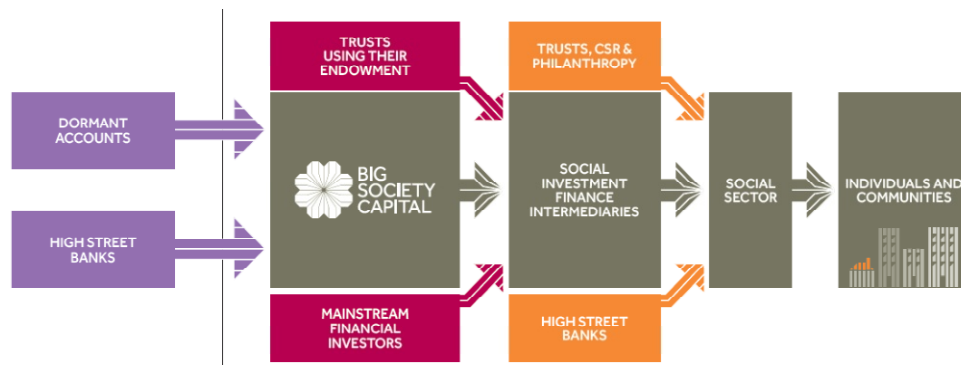 DORMANT
ACCOUNTS
HIGH STREET
BANKS
TRUSTS
USING THEIR
ENDOWMENT
BIG
SOCIETY
CAPITAL
MAINSTREAM
FINANCIAL
INVESTORS
TRUSTS, CSR &
PHILANTHROPY
SOCIAL
INVESTMENT
FINANCE
INTERMEDIARIES
HIGH STREET
BANKS
SOCIAL
SECTOR
INDIVIDUALS AND
COMMUNITIES